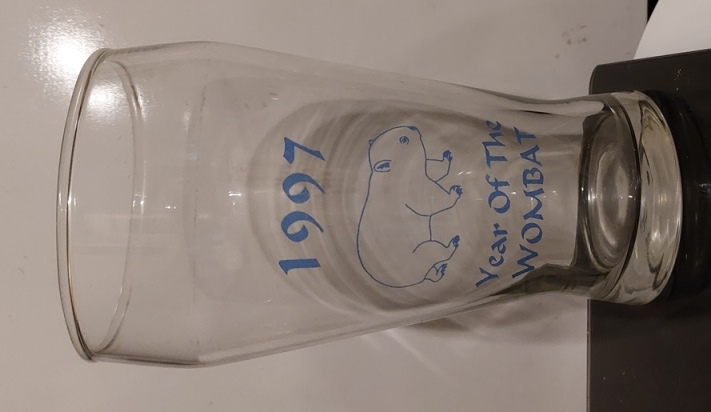 1997
Year Of The
WOMBAT